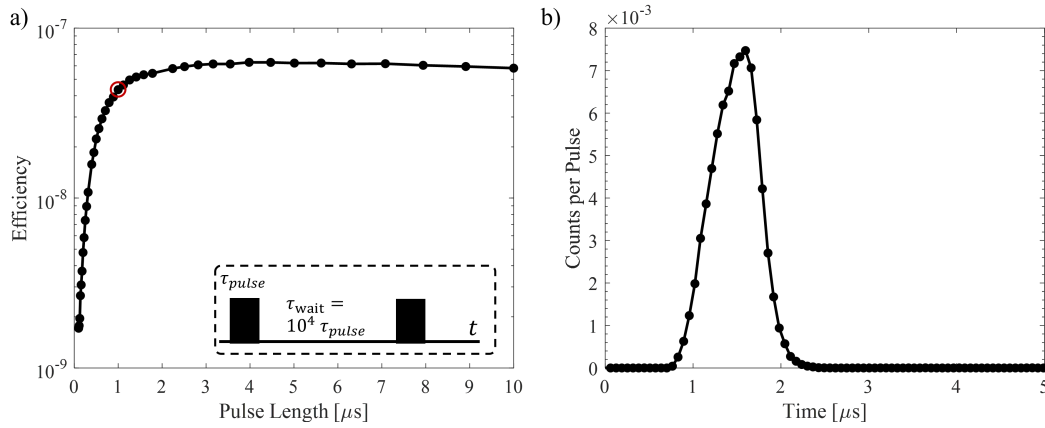 a)
10^-7
10^-8
10^-9
Efficiency
0 1 2 3 4 5 6 7 8 9 10
Pulse Length [μs]
τ_pulse
τ_wait =
10^4 τ_pulse
t
b)
×10^-3
8
7
6
5
4
3
2
1
0
Counts per Pulse
0 1 2 3 4 5
Time [μs]